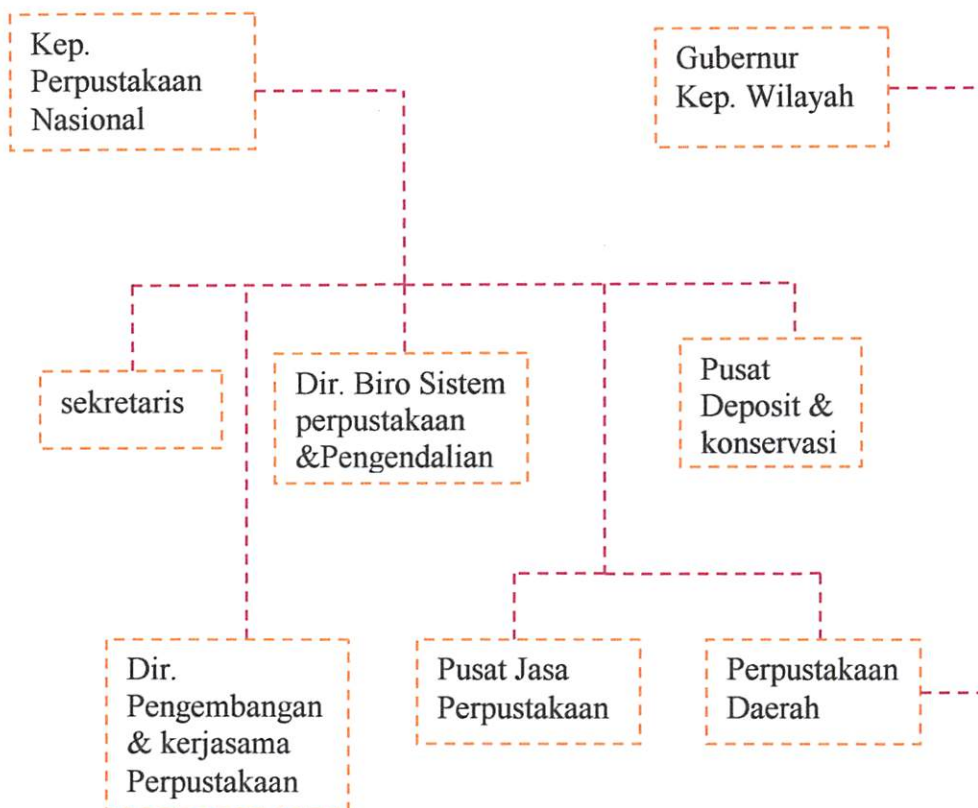 Kep.
Perpustakaan
Nasional
Gubernur
Kep. Wilayah
sekretaris
Dir. Biro Sistem
perpustakaan
&Pengendalian
Pusat
Deposit &
konservasi
Dir.
Pengembangan
& kerjasama
Perpustakaan
Pusat Jasa
Perpustakaan
Perpustakaan
Daerah